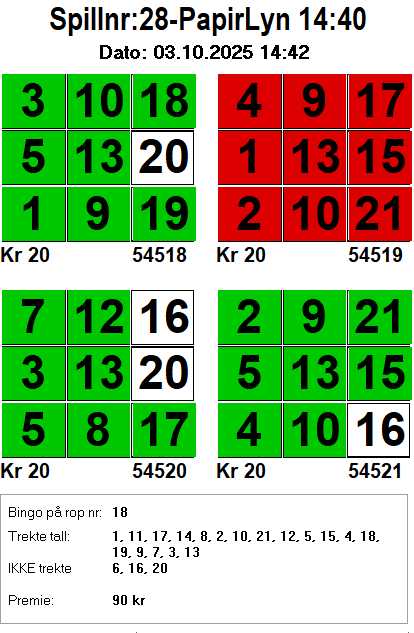 Spillnr:28-PapirLyn 14:40
Dato: 03.10.2025 14:42
3 10 18 4 9 17
5 13 20 1 13 15
1 9 19 2 10 21
Kr 20 54518 Kr 20 54519
7 12 16 2 9 21
3 13 20 5 13 15
5 8 17 4 10 16
Kr 20 54520 Kr 20 54521
Bingo på rop nr: 18
Trekte tall: 1, 11, 17, 14, 8, 2, 10, 21, 12, 5, 15, 4, 18,
19, 9, 7, 3, 13
IKKE trekte 6, 16, 20
Premie: 90 kr